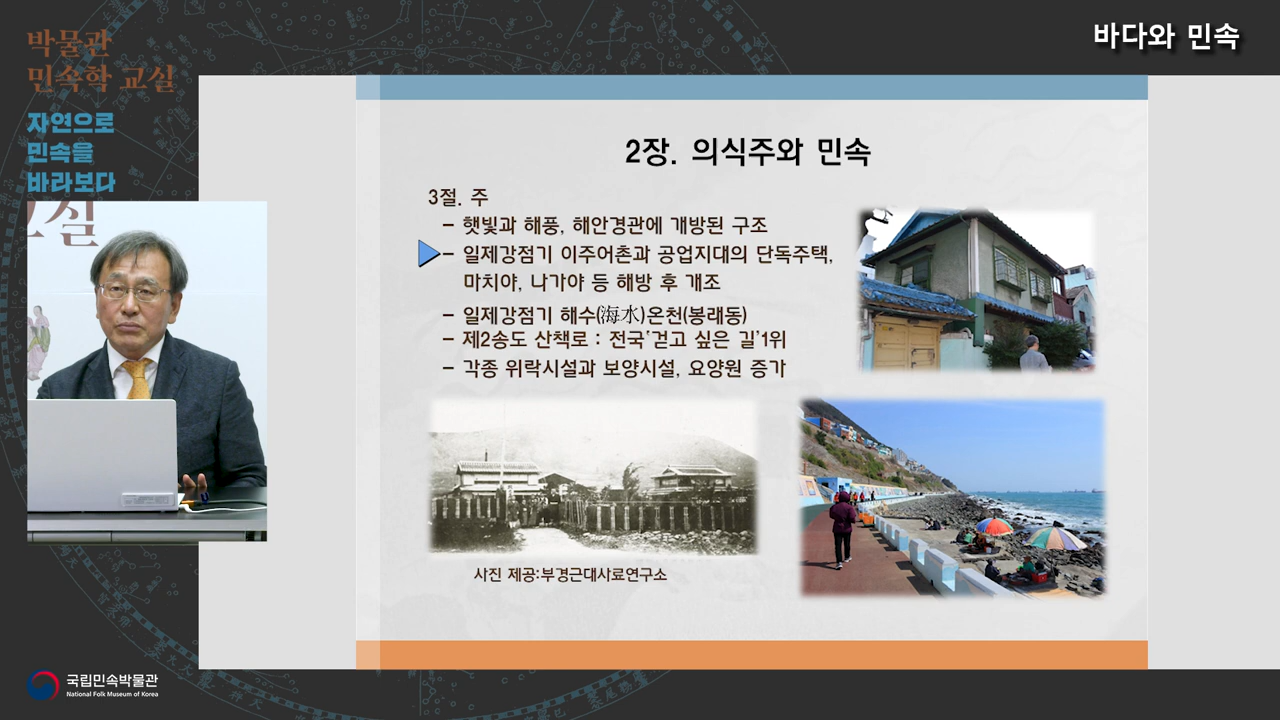 바다와 민속
박물관
민속학 교실
자연으로
민속을
바라보다
교실
2장. 의식주와 민속
3절. 주
– 햇빛과 해풍, 해안경관에 개방된 구조
– 일제강점기 이주어촌과 공업지대의 단독주택,
마치야, 나가야 등 해방 후 개조
– 일제강점기 해수(海水)온천(봉래동)
– 제2송도 산책로 : 전국'걷고 싶은 길'1위
– 각종 위락시설과 보양시설, 요양원 증가
사진 제공:부경근대사료연구소
국립민속박물관
National Folk Museum of Korea